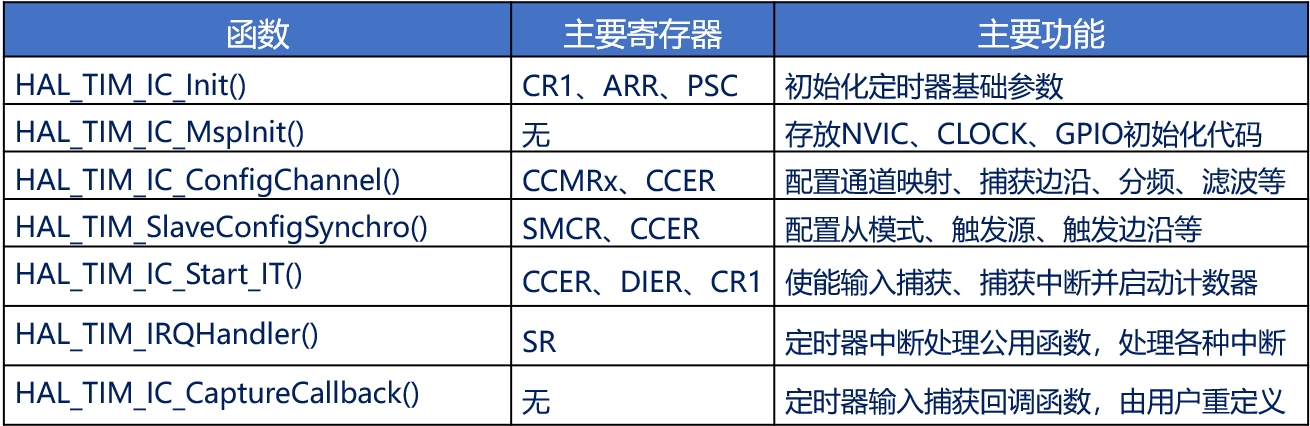 函数 主要寄存器 主要功能
HAL_TIM_IC_Init() CR1、ARR、PSC 初始化定时器基础参数
HAL_TIM_IC_MspInit() 无 存放NVIC、CLOCK、GPIO初始化代码
HAL_TIM_IC_ConfigChannel() CCMRx、CCER 配置通道映射、捕获边沿、分频、滤波等
HAL_TIM_SlaveConfigSynchro() SMCR、CCER 配置从模式、触发源、触发边沿等
HAL_TIM_IC_Start_IT() CCER、DIER、CR1 使能输入捕获、捕获中断并启动计数器
HAL_TIM_IRQHandler() SR 定时器中断处理公用函数，处理各种中断
HAL_TIM_IC_CaptureCallback() 无 定时器输入捕获回调函数，由用户重定义